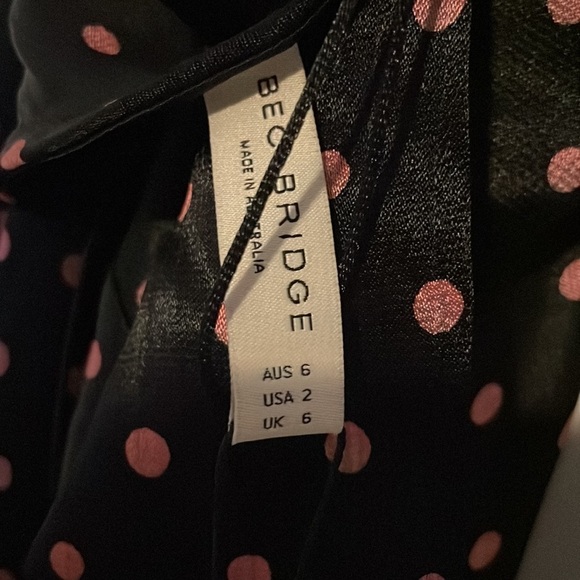 BEC BRIDGE
MADE IN AUSTRALIA
AUS 6
USA 2
UK 6